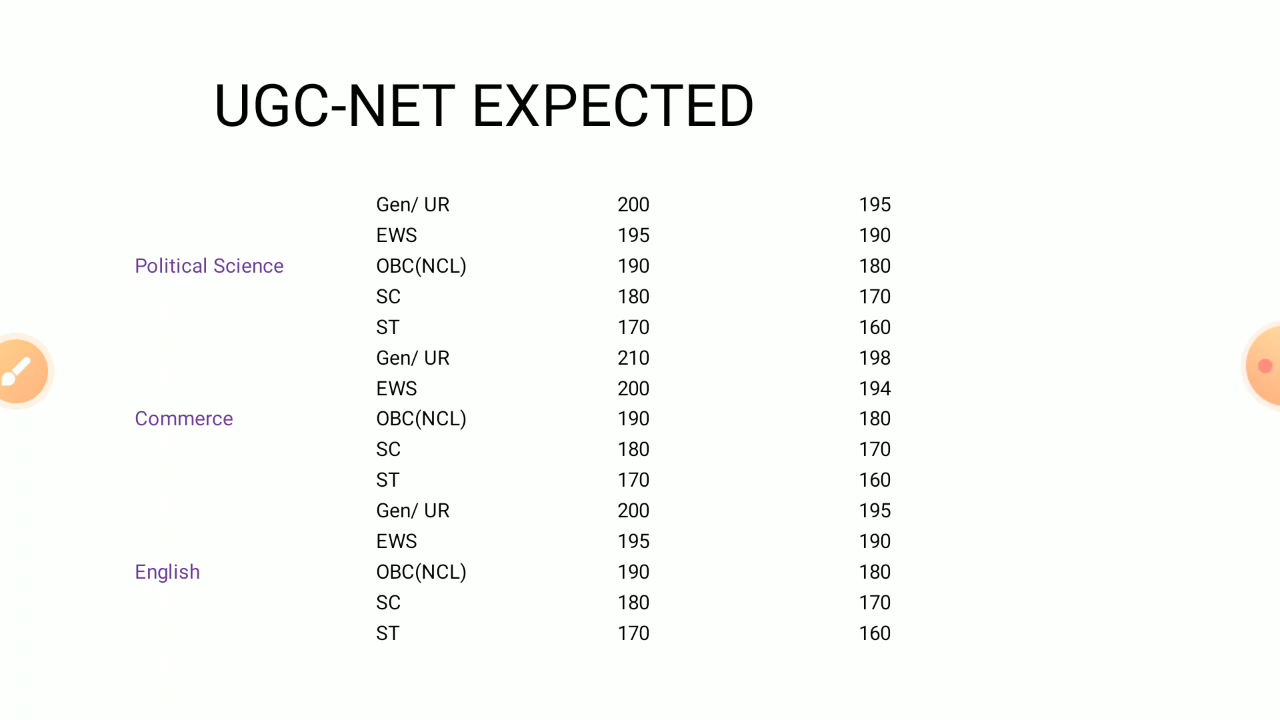 UGC-NET EXPECTED
Gen/ UR 200 195
EWS 195 190
Political Science OBC(NCL) 190 180
SC 180 170
ST 170 160
Gen/ UR 210 198
EWS 200 194
Commerce OBC(NCL) 190 180
SC 180 170
ST 170 160
Gen/ UR 200 195
EWS 195 190
English OBC(NCL) 190 180
SC 180 170
ST 170 160